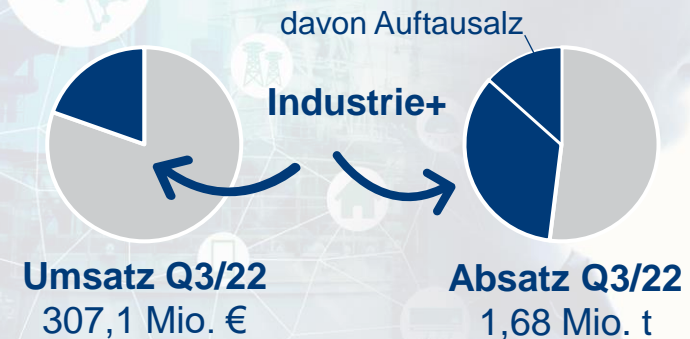 davon Auftausalz
Industrie+
Umsatz Q3/22
307,1 Mio. €
Absatz Q3/22
1,68 Mio. t